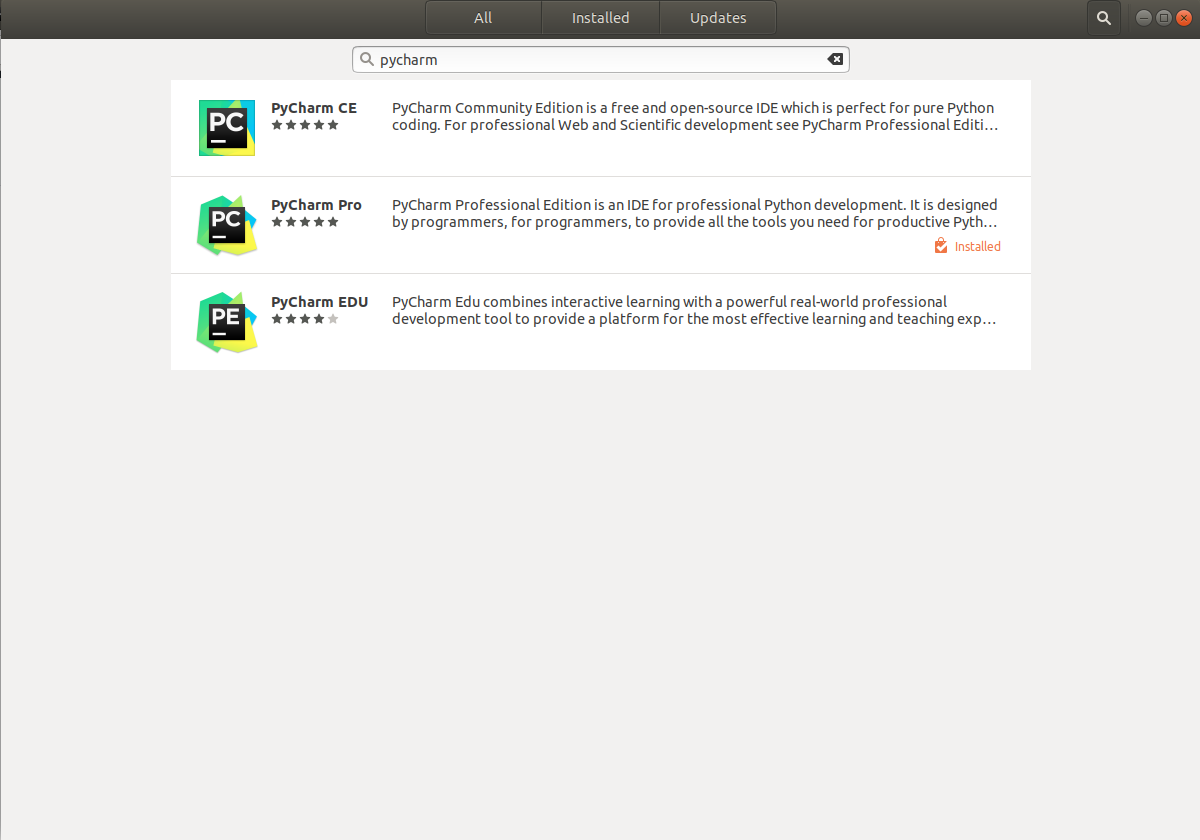 All Installed Updates
pycharm
PC
PyCharm CE
PyCharm Community Edition is a free and open-source IDE which is perfect for pure Python
coding. For professional Web and Scientific development see PyCharm Professional Editi…
PC
PyCharm Pro
PyCharm Professional Edition is an IDE for professional Python development. It is designed
by programmers, for programmers, to provide all the tools you need for productive Pyth…
Installed
PE
PyCharm EDU
PyCharm Edu combines interactive learning with a powerful real-world professional
development tool to provide a platform for the most effective learning and teaching exp…